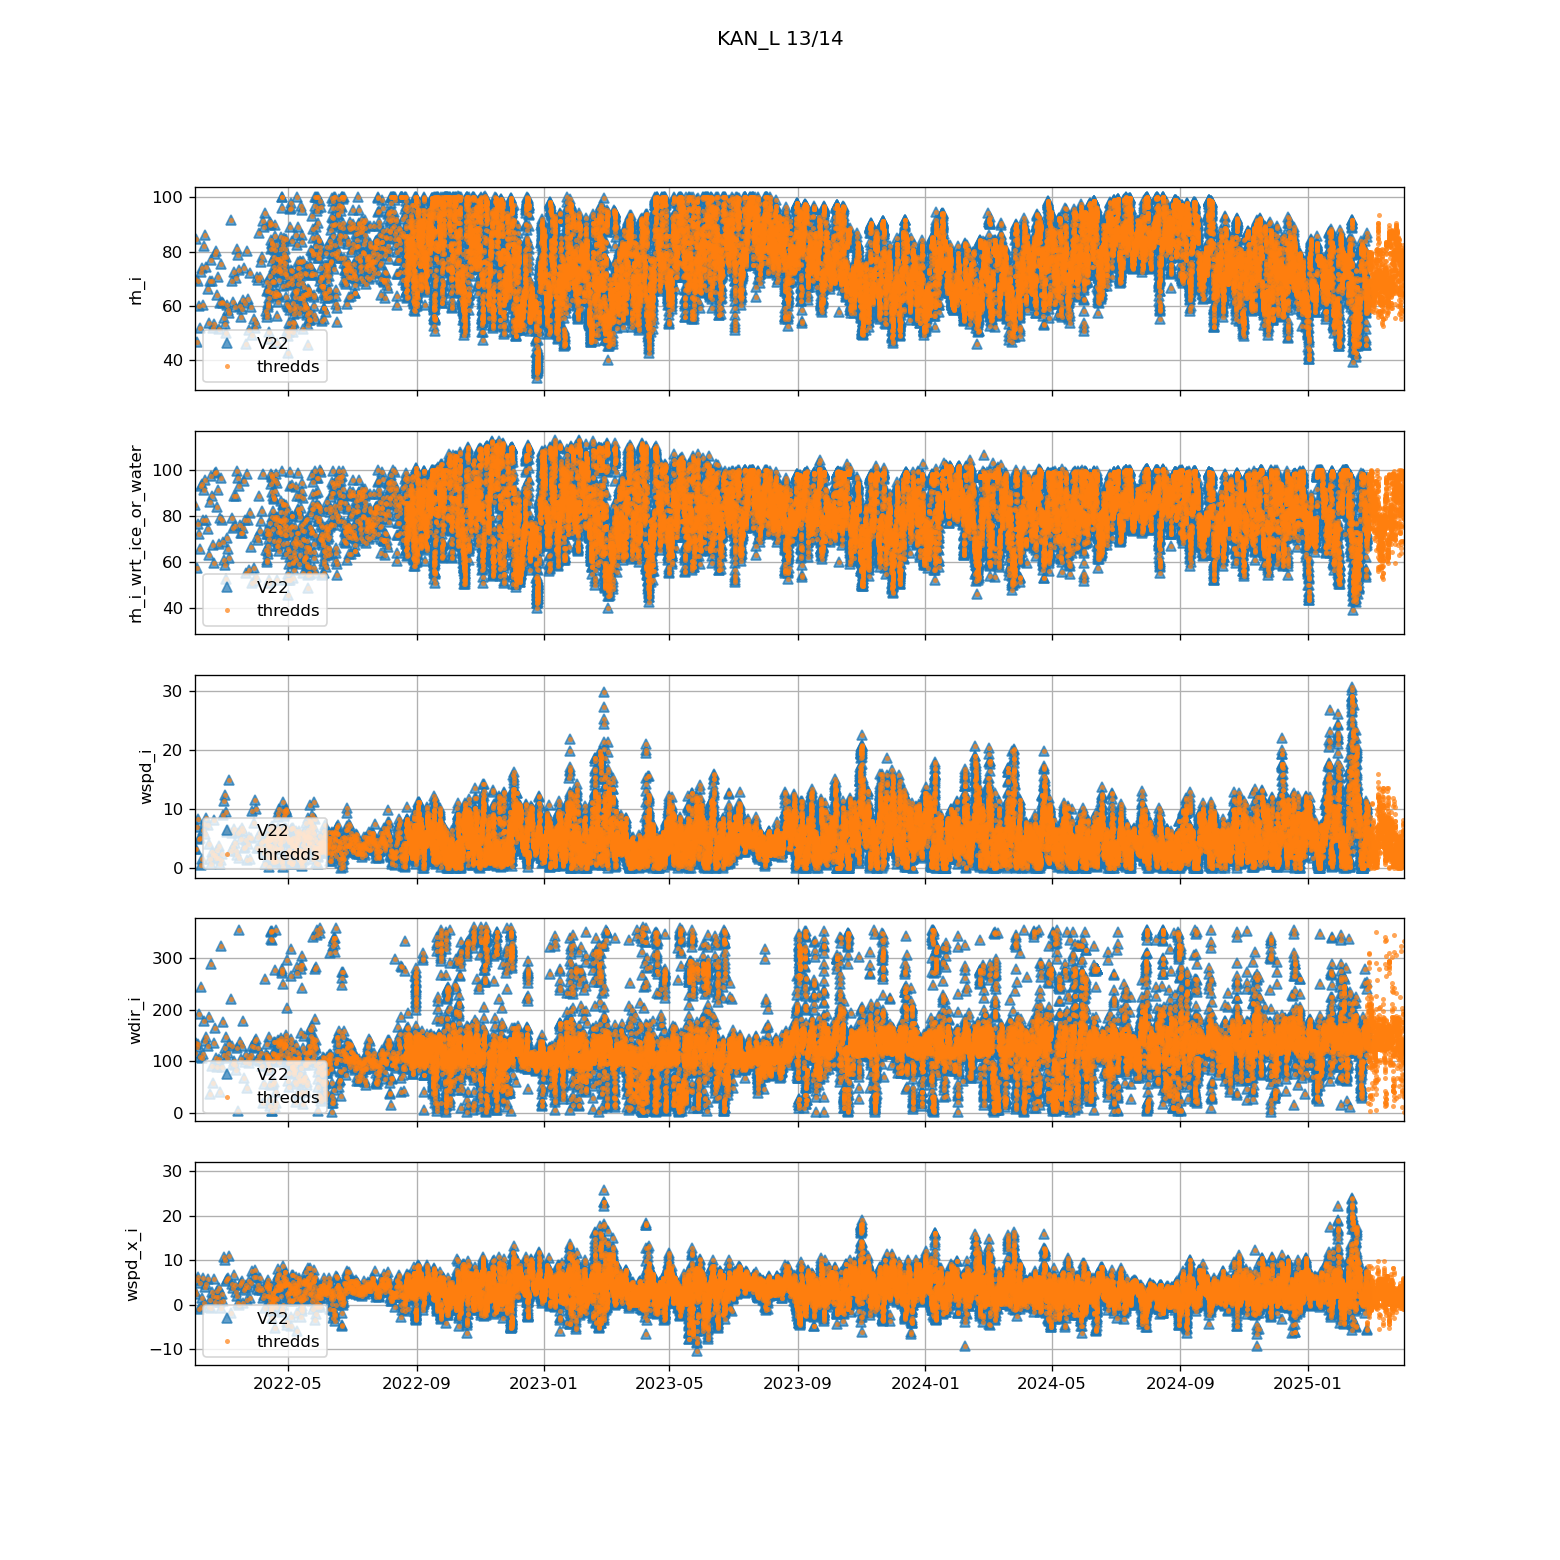 KAN_L 13/14
100
80
60
40
rh_i
V22
thredds
100
80
60
40
rh_i_wrt_ice_or_water
V22
thredds
30
20
10
0
wspd_i
V22
thredds
300
200
100
0
wdir_i
V22
thredds
30
20
10
0
−10
wspd_x_i
V22
thredds
2022-05 2022-09 2023-01 2023-05 2023-09 2024-01 2024-05 2024-09 2025-01